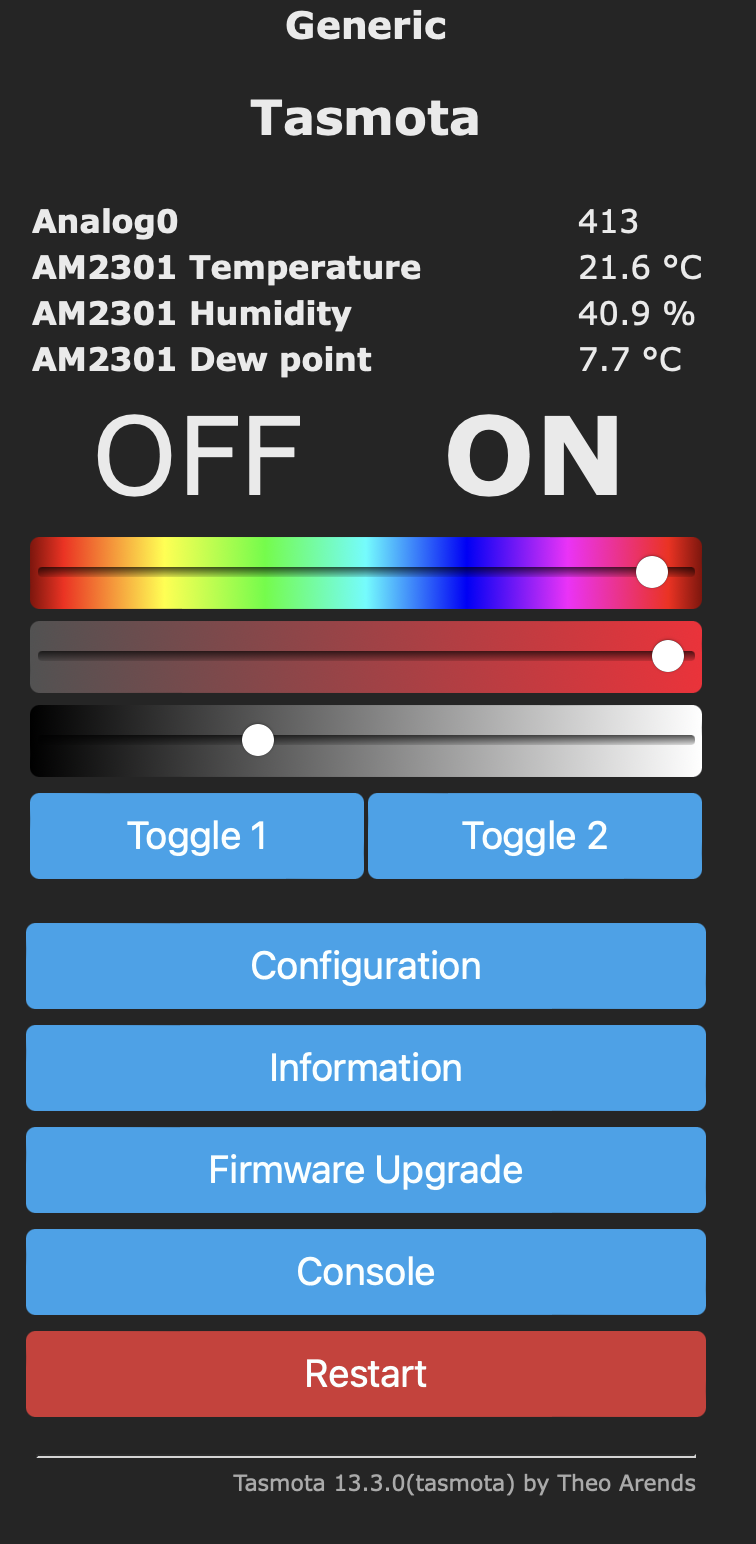 Generic
Tasmota
Analog0 413
AM2301 Temperature 21.6 °C
AM2301 Humidity 40.9 %
AM2301 Dew point 7.7 °C
OFF ON
Toggle 1 Toggle 2
Configuration
Information
Firmware Upgrade
Console
Restart
Tasmota 13.3.0(tasmota) by Theo Arends